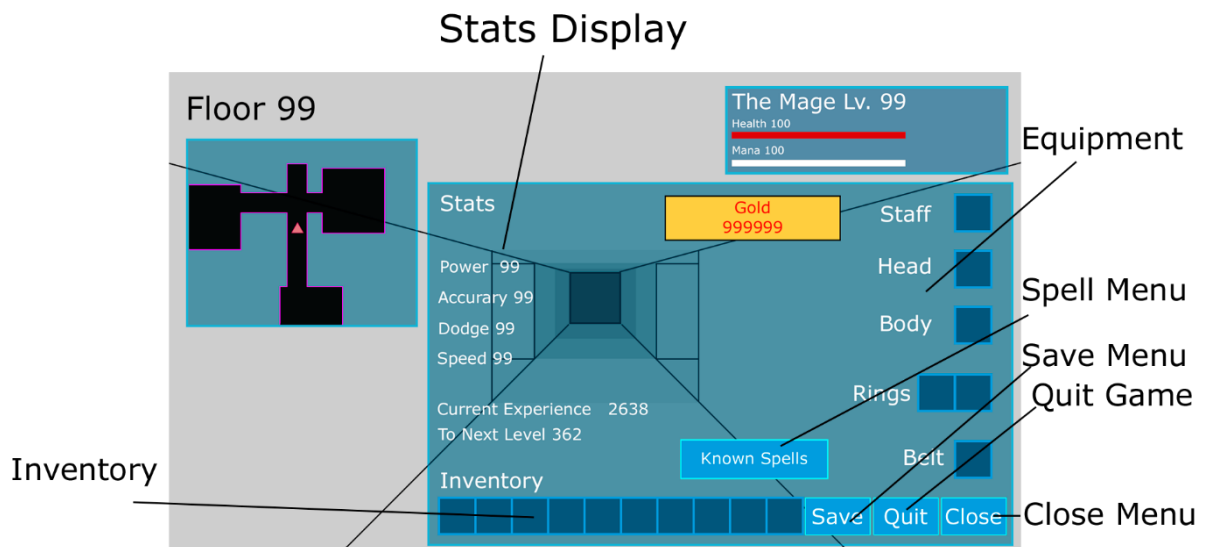 Stats Display
Floor 99
The Mage Lv. 99
Health 100
Mana 100
Equipment
Stats
Gold
999999
Staff
Power 99
Head
Accurary 99
Spell Menu
Dodge 99
Body
Speed 99
Save Menu
Rings
Quit Game
Current Experience 2638
To Next Level 362
Known Spells
Belt
Inventory
Inventory
Save
Quit
Close
Close Menu